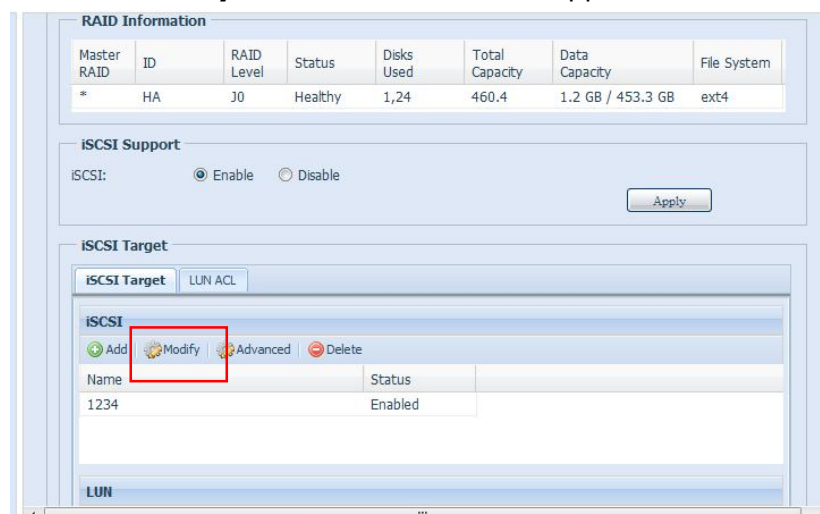 RAID Information
Master RAID ID RAID Level Status Disks Used Total Capacity Data Capacity File System
* HA J0 Healthy 1,24 460.4 1.2 GB / 453.3 GB ext4
iSCSI Support
iSCSI: Enable Disable
Apply
iSCSI Target
iSCSI Target LUN ACL
iSCSI
Add Modify Advanced Delete
Name Status
1234 Enabled
LUN